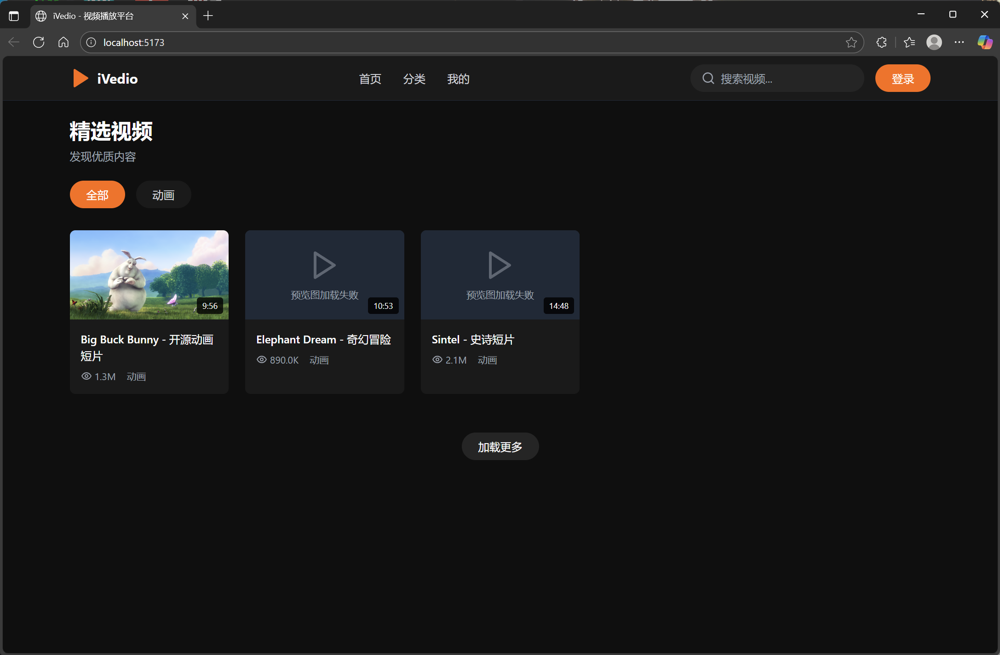 iVedio - 视频播放平台
localhost:5173
iVedio
首页
分类
我的
搜索视频...
登录
精选视频
发现优质内容
全部
动画
9:56
Big Buck Bunny - 开源动画
短片
1.3M 动画
预览图加载失败
10:53
Elephant Dream - 奇幻冒险
890.0K 动画
预览图加载失败
14:48
Sintel - 史诗短片
2.1M 动画
加载更多